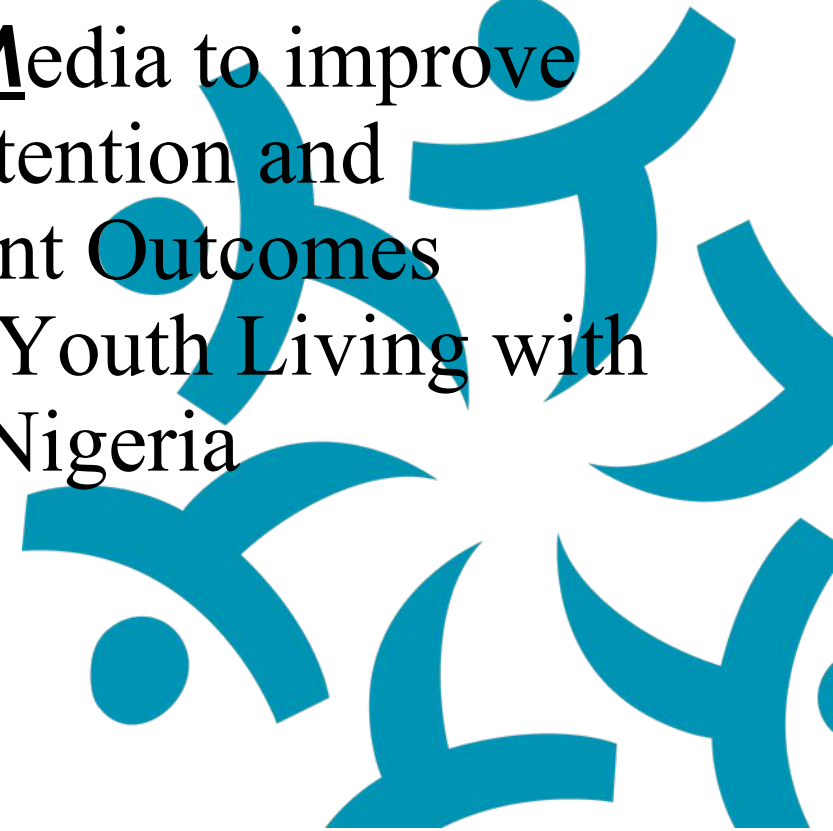 Media to improve
tention and
nt Outcomes
Youth Living with
Nigeria